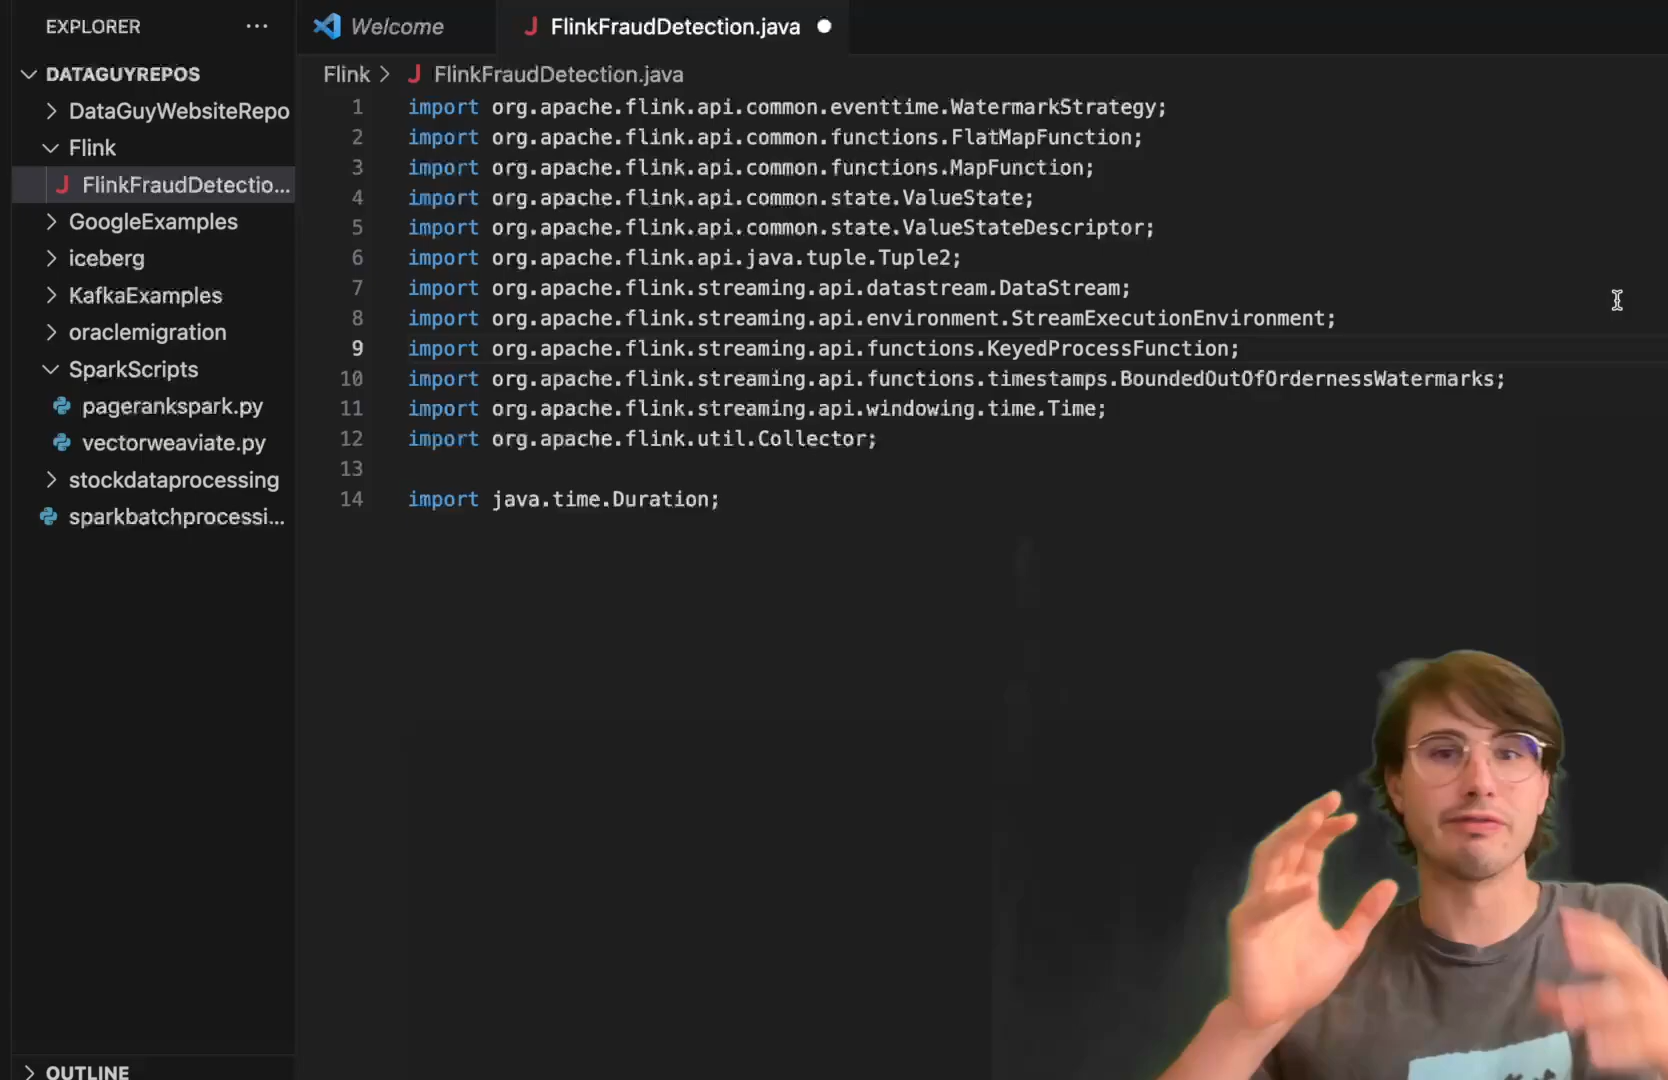 EXPLORER ...
DATAGUYREPOS
DataGuyWebsiteRepo
Flink
FlinkFraudDetectio...
GoogleExamples
iceberg
KafkaExamples
oraclemigration
SparkScripts
pagerankspark.py
vectorweaviate.py
stockdataprocessing
sparkbatchprocessi...
OUTLINE
Welcome
J FlinkFraudDetection.java
Flink > J FlinkFraudDetection.java
1 import org.apache.flink.api.common.eventtime.WatermarkStrategy;
2 import org.apache.flink.api.common.functions.FlatMapFunction;
3 import org.apache.flink.api.common.functions.MapFunction;
4 import org.apache.flink.api.common.state.ValueState;
5 import org.apache.flink.api.common.state.ValueStateDescriptor;
6 import org.apache.flink.api.java.tuple.Tuple2;
7 import org.apache.flink.streaming.api.datastream.DataStream;
8 import org.apache.flink.streaming.api.environment.StreamExecutionEnvironment;
9 import org.apache.flink.streaming.api.functions.KeyedProcessFunction;
10 import org.apache.flink.streaming.api.functions.timestamps.BoundedOutOfOrdernessWatermarks;
11 import org.apache.flink.streaming.api.windowing.time.Time;
12 import org.apache.flink.util.Collector;
13
14 import java.time.Duration;